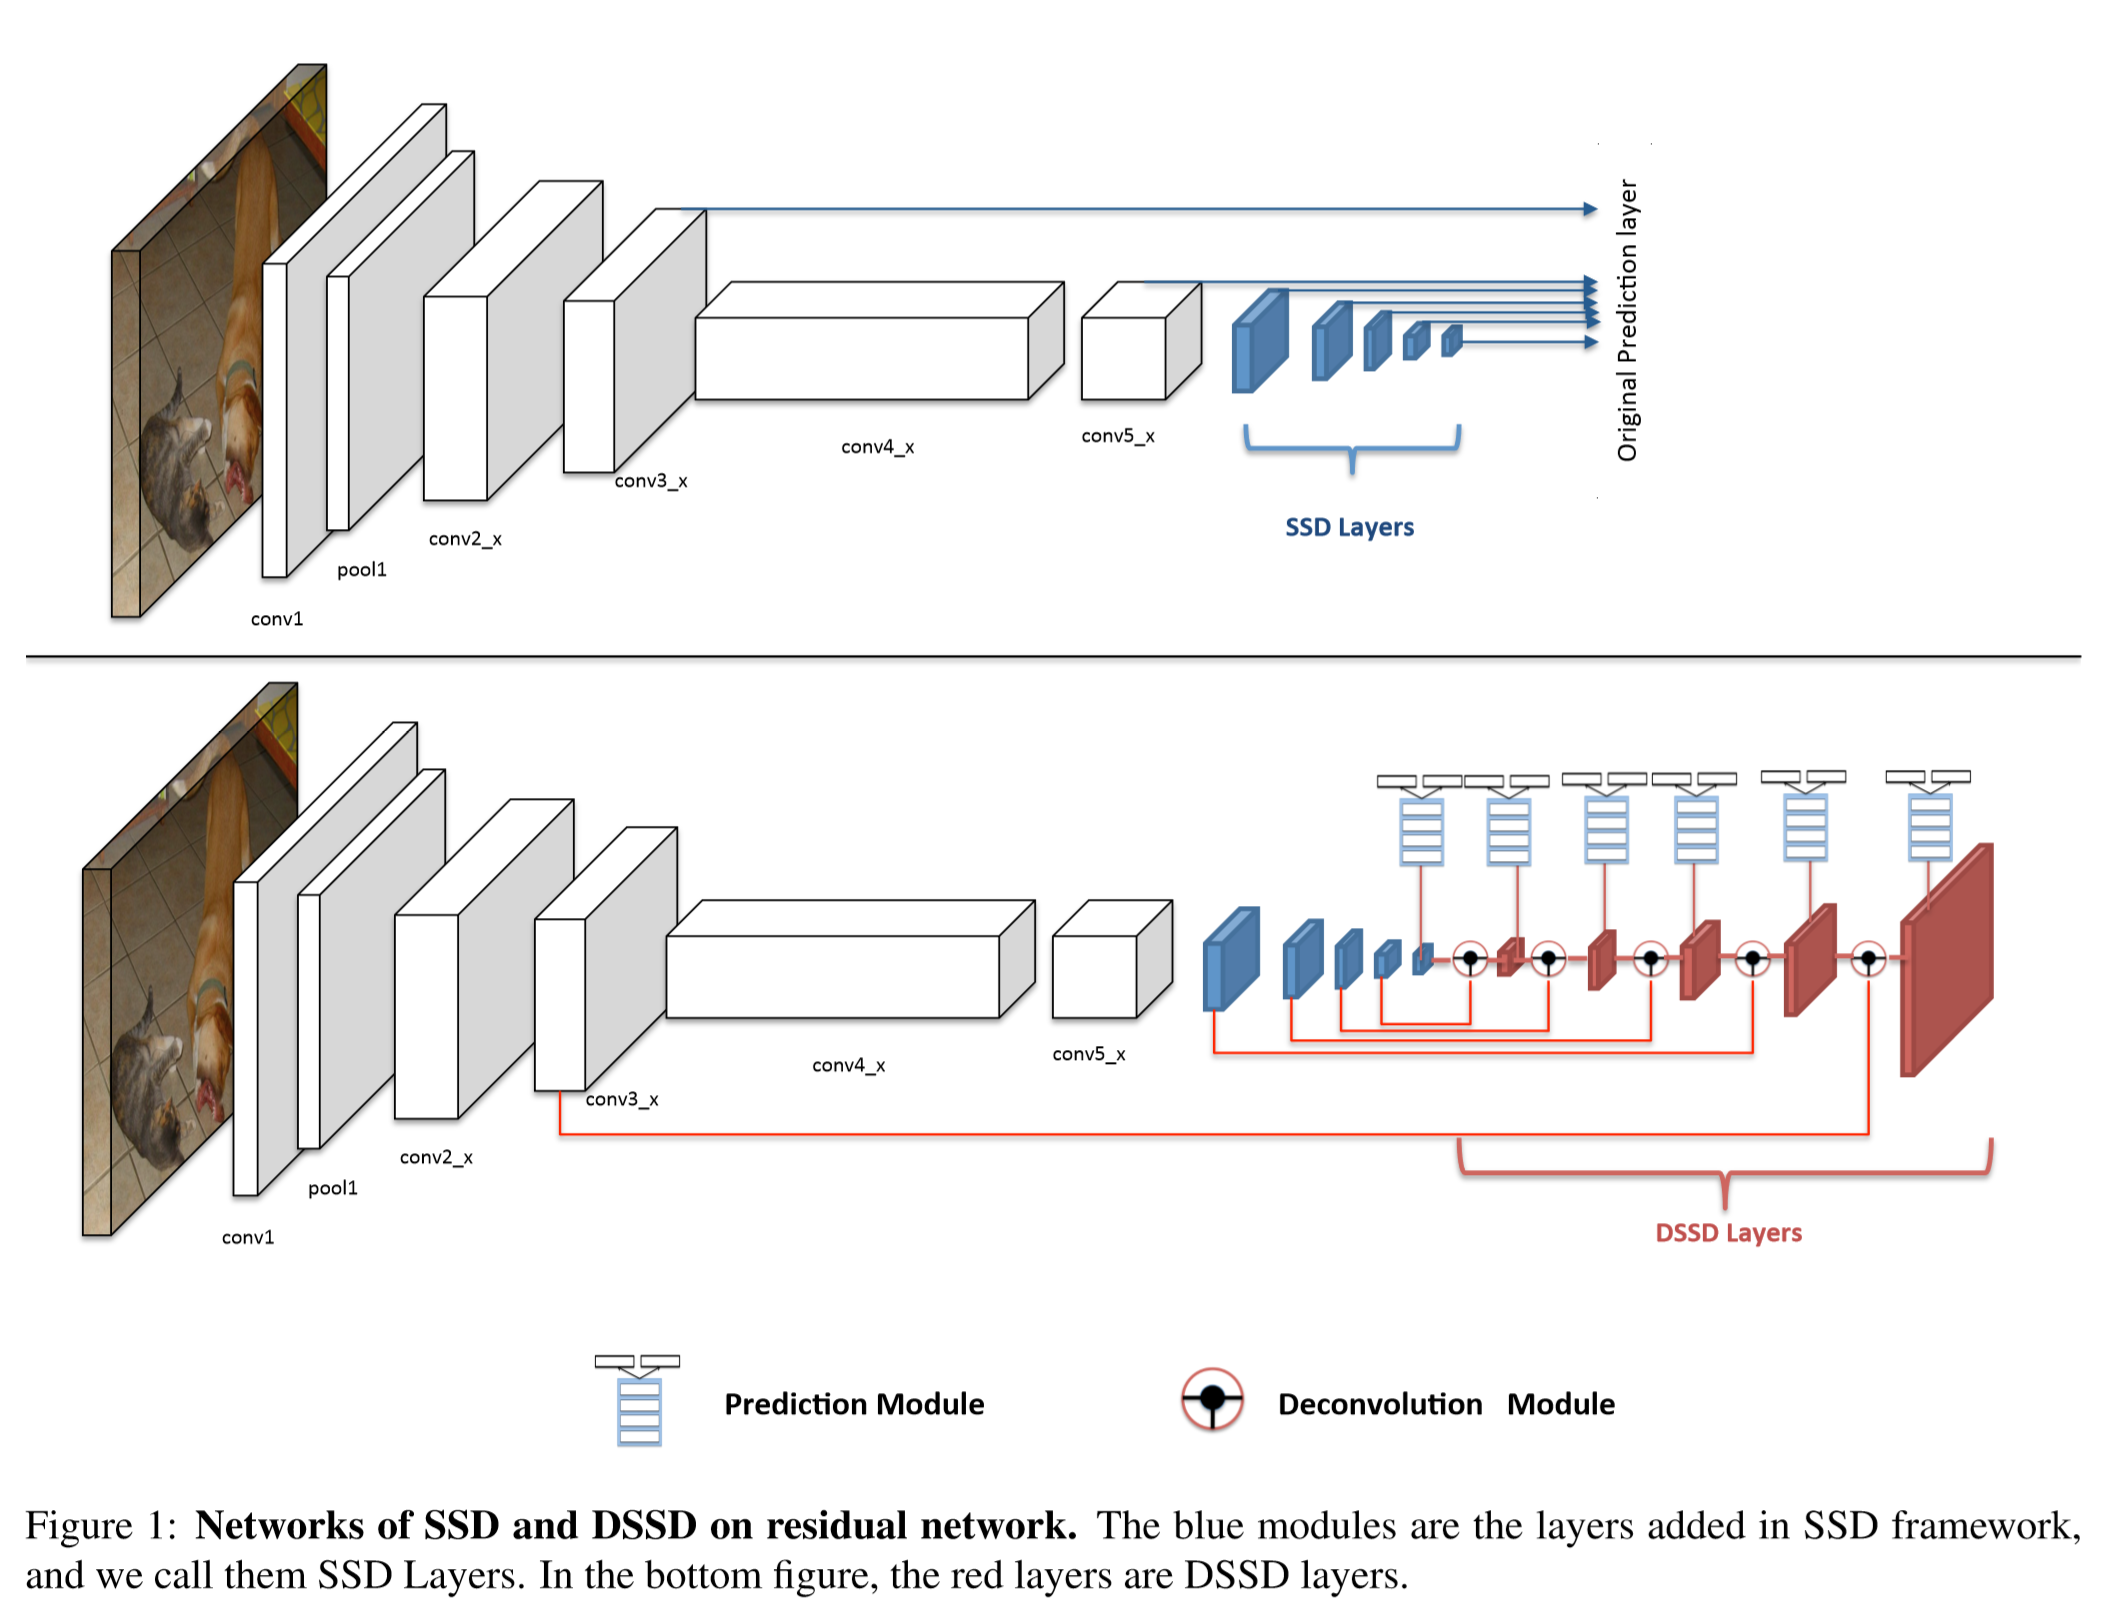 Original Prediction layer
conv4_x
conv5_x
conv3_x
SSD Layers
conv2_x
pool1
conv1
conv5_x
conv4_x
conv3_x
conv2_x
pool1
conv1
DSSD Layers
Prediction Module
Deconvolution Module
Figure 1: Networks of SSD and DSSD on residual network. The blue modules are the layers added in SSD framework,
and we call them SSD Layers. In the bottom figure, the red layers are DSSD layers.